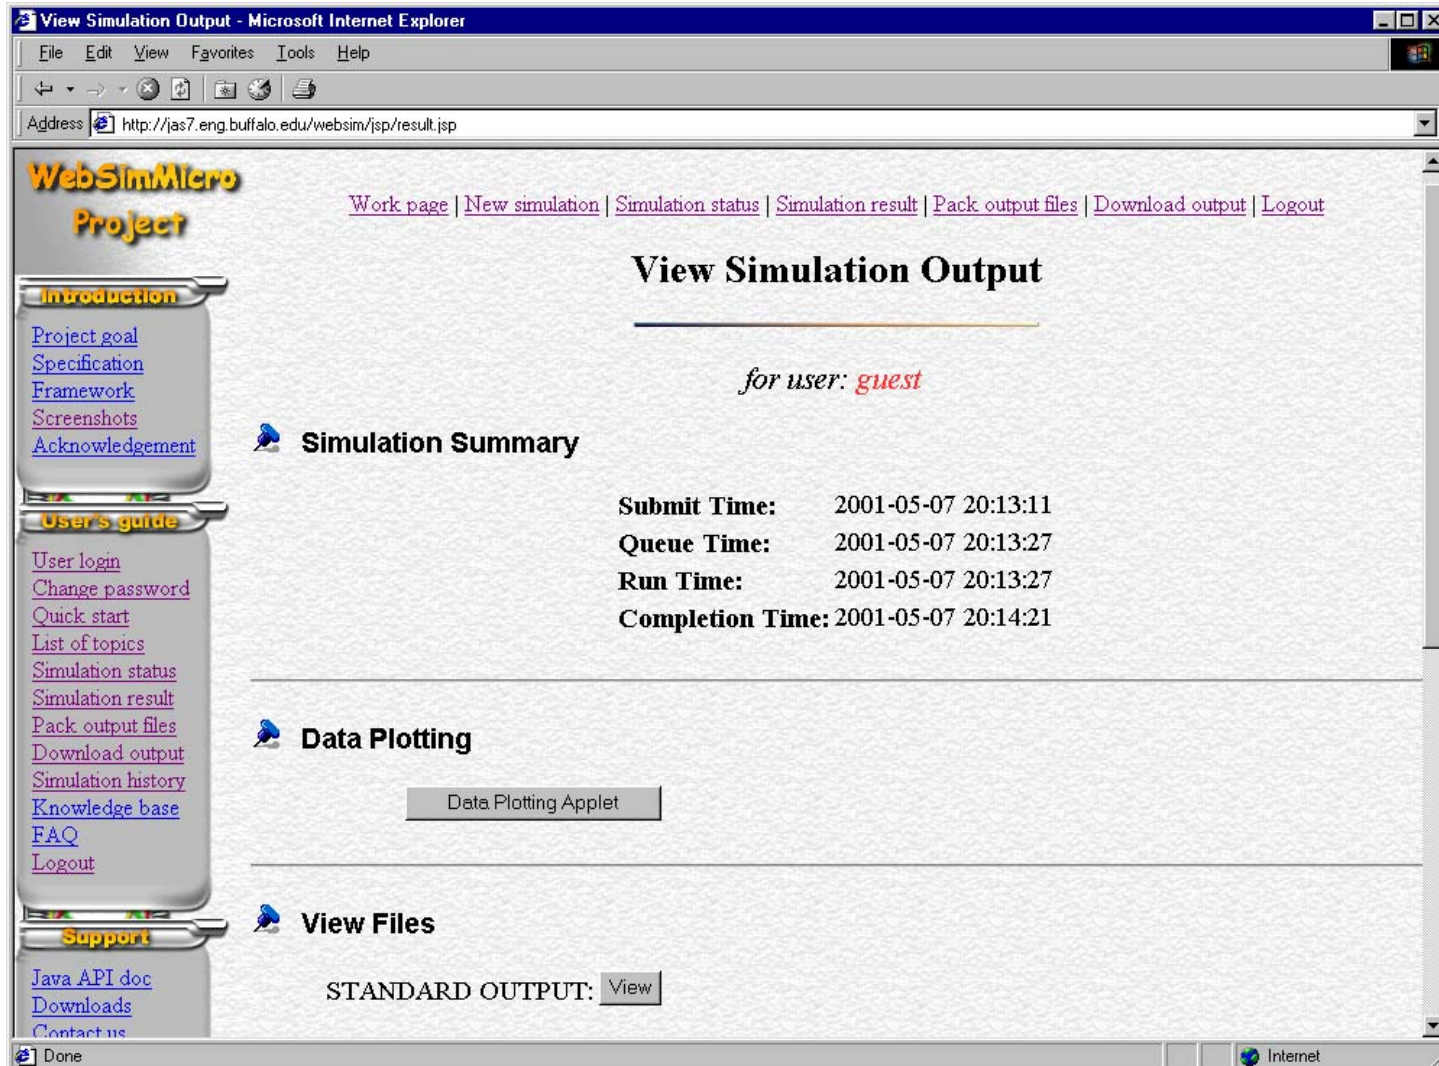 View Simulation Output - Microsoft Internet Explorer
File Edit View Favorites Tools Help
Address http://jas7.eng.buffalo.edu/websim/jsp/result.jsp
WebSimMicro
Project
Introduction
Project goal
Specification
Framework
Screenshots
Acknowledgement
User's guide
User login
Change password
Quick start
List of topics
Simulation status
Simulation result
Pack output files
Download output
Simulation history
Knowledge base
FAQ
Logout
Support
Java API doc
Downloads
Contact us
Work page | New simulation | Simulation status | Simulation result | Pack output files | Download output | Logout
View Simulation Output
for user: guest
Simulation Summary
Submit Time: 2001-05-07 20:13:11
Queue Time: 2001-05-07 20:13:27
Run Time: 2001-05-07 20:13:27
Completion Time: 2001-05-07 20:14:21
Data Plotting
Data Plotting Applet
View Files
STANDARD OUTPUT: View
Done Internet